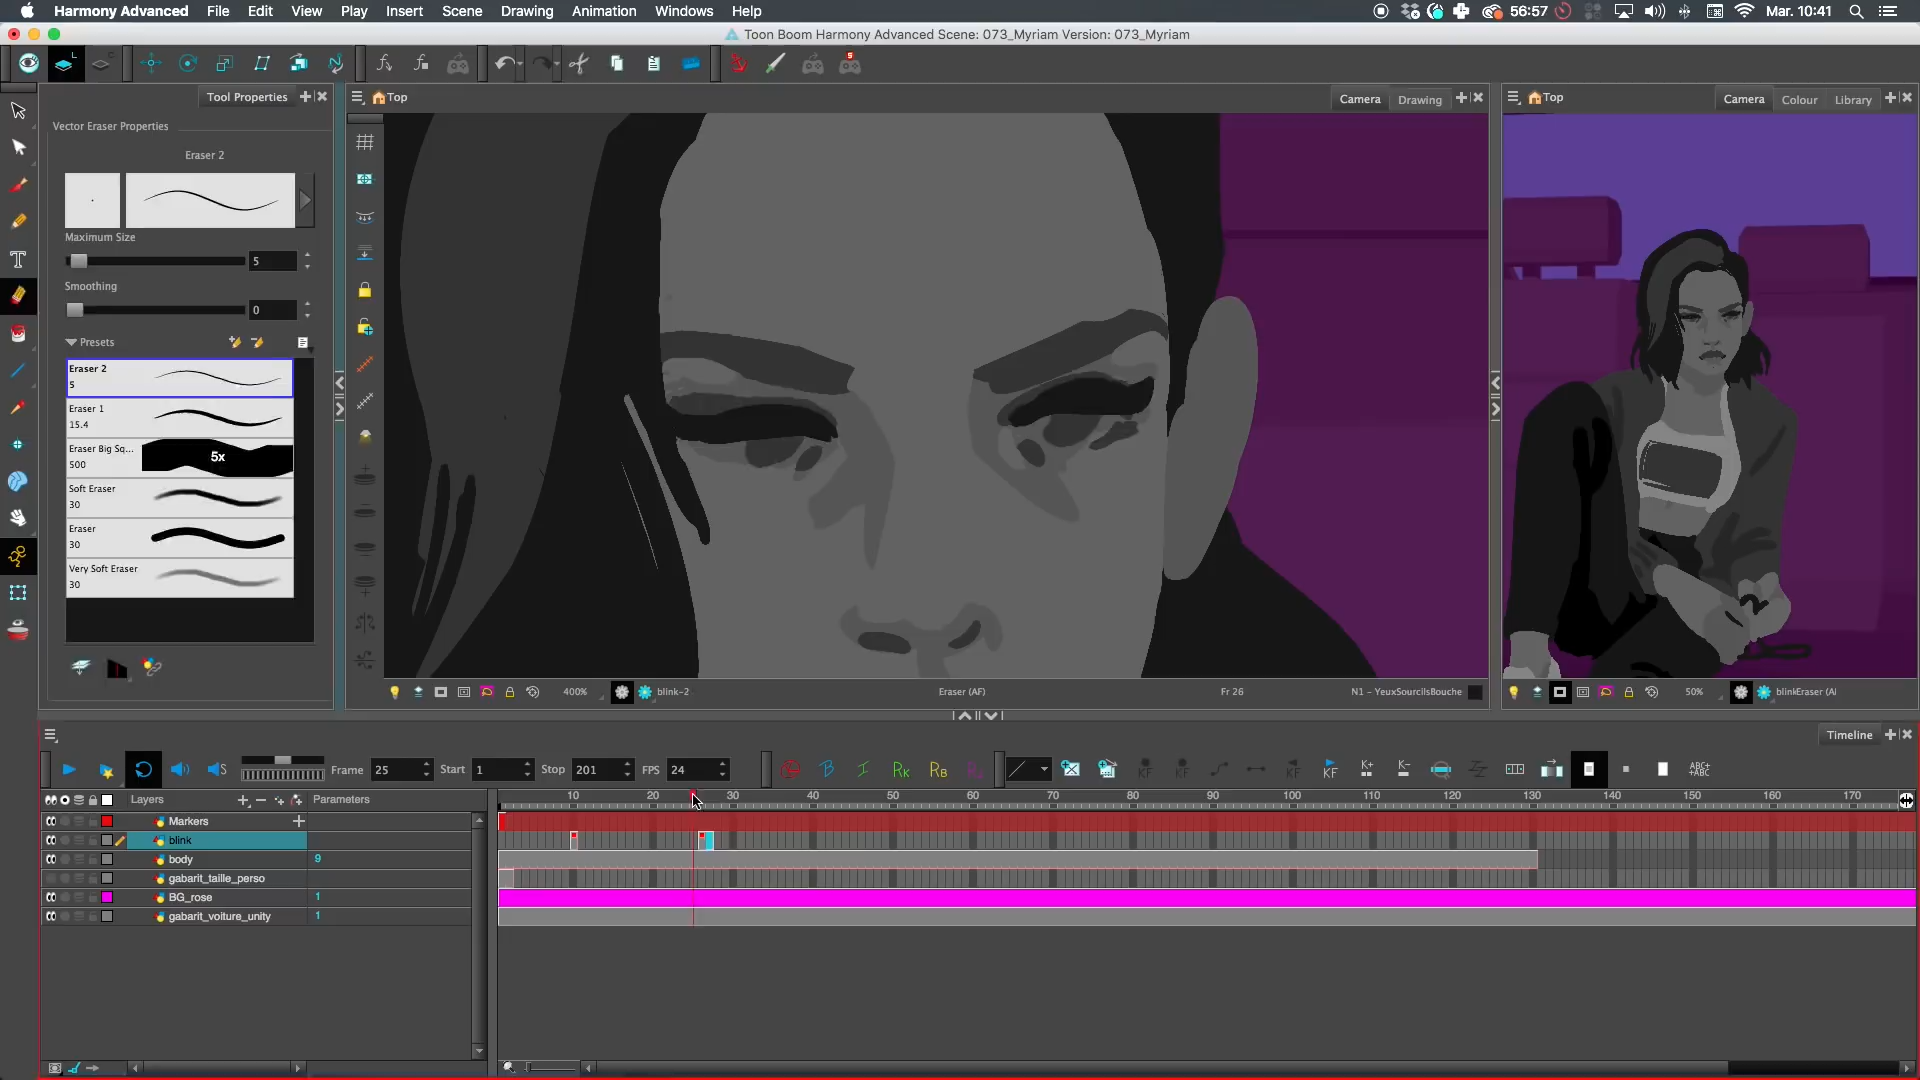 Harmony Advanced File Edit View Play Insert Scene Drawing Animation Windows Help 56:57 Mar. 10:41
Toon Boom Harmony Advanced Scene: 073_Myriam Version: 073_Myriam
Tool Properties
Top
Camera Drawing
Top
Camera Colour Library
Vector Eraser Properties
Eraser 2
Maximum Size
5
Smoothing
0
Presets
Eraser 2
5
Eraser 1
15.4
Eraser Big Sq...
500
5x
Soft Eraser
30
Eraser
30
Very Soft Eraser
30
400% blink-2 Eraser (AF) Fr 26 N1 - YeuxSourcilsBouche
50% blinkEraser (Al
Timeline
Frame 25 Start 1 Stop 201 FPS 24
Layers Parameters
10 20 30 40 50 60 70 80 90 100 110 120 130 140 150 160 170
Markers
blink
body 9
gabarit_taille_perso
BG_rose 1
gabarit_voiture_unity 1